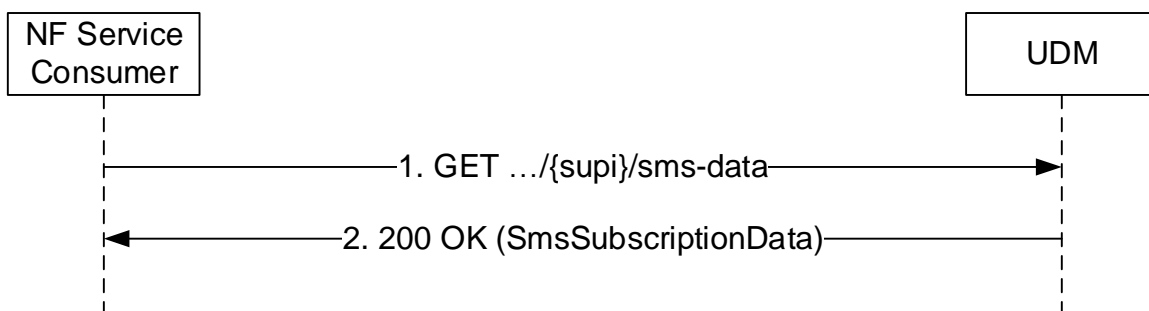 NF Service
Consumer
UDM
1. GET …/{supi}/sms-data
2. 200 OK (SmsSubscriptionData)